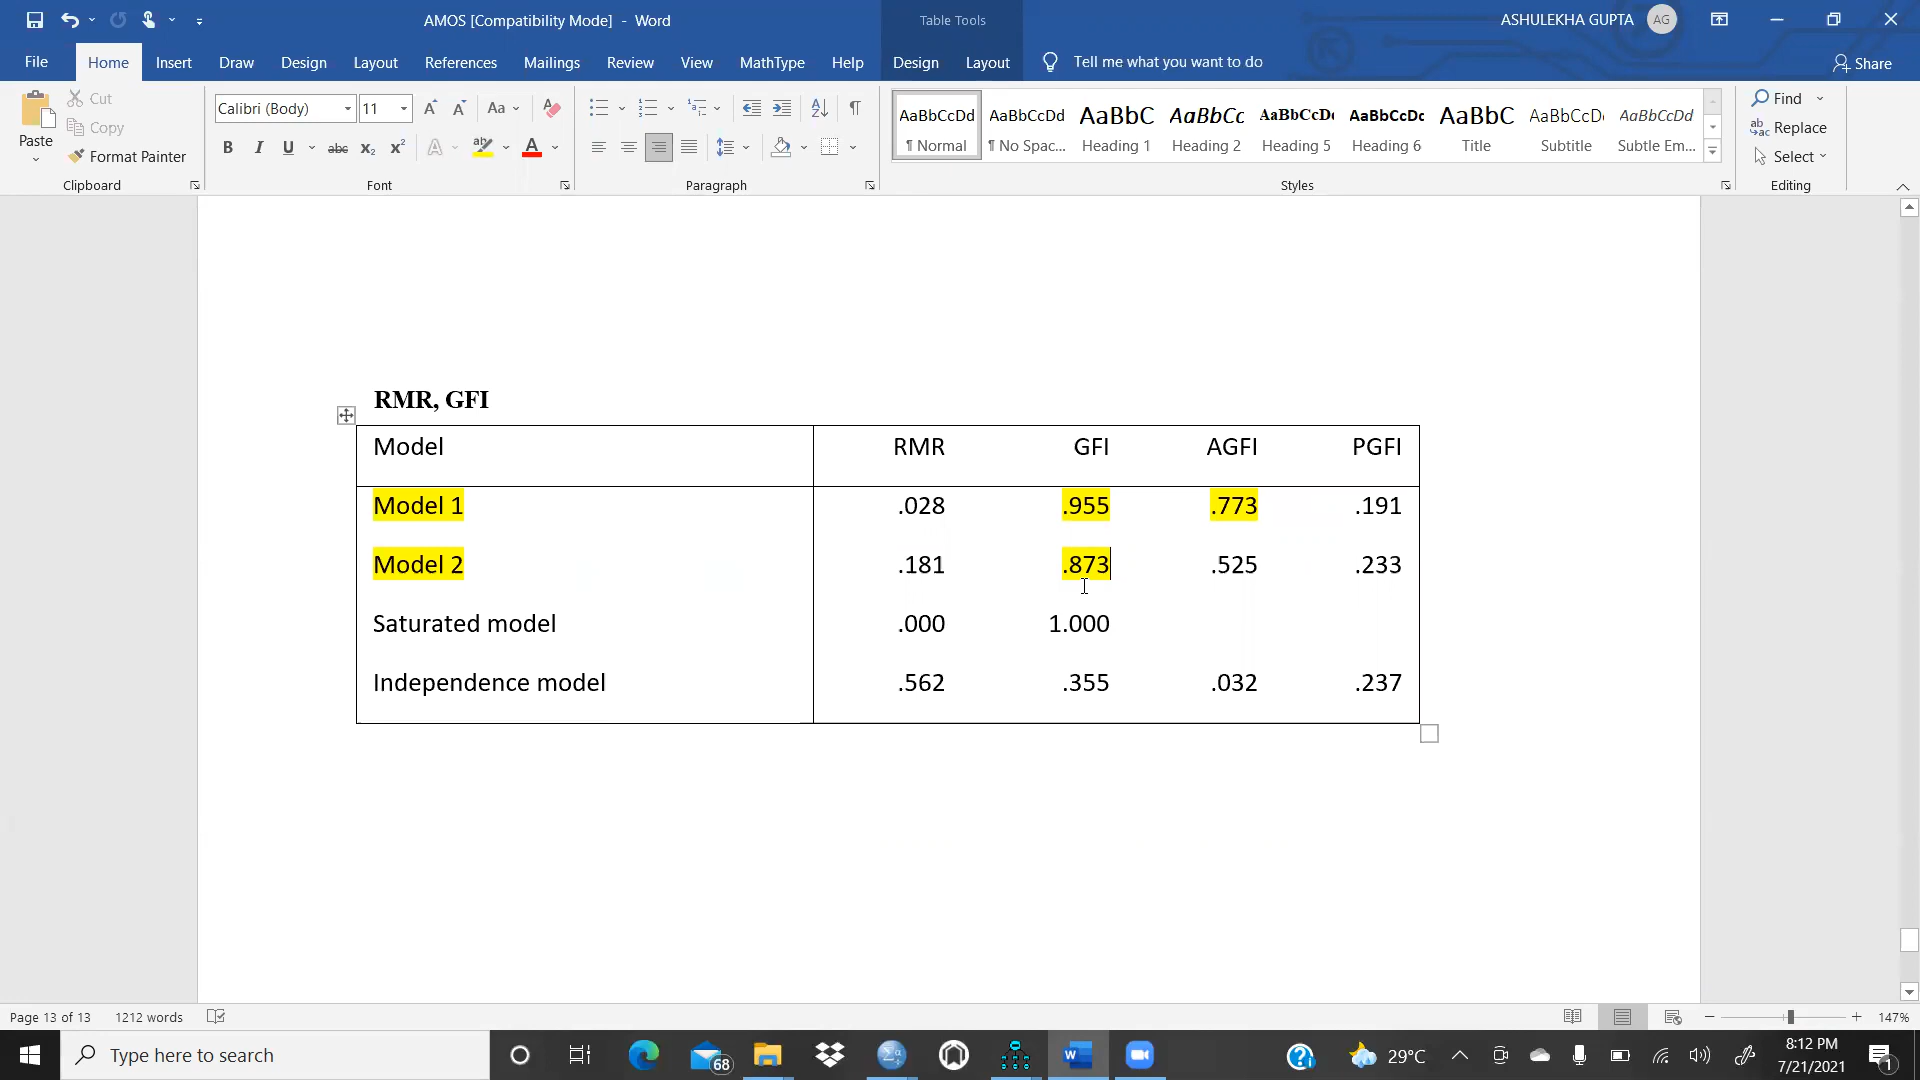 AMOS [Compatibility Mode] - Word
Table Tools
ASHULEKHA GUPTA AG
File Home Insert Draw Design Layout References Mailings Review View MathType Help Design Layout Tell me what you want to do Share
Paste
Cut
Copy
Format Painter
Clipboard
Calibri (Body) 11
Font
Paragraph
AaBbCcDd AaBbCcDd AaBbC AaBbCc AaBbCcDc AaBbCcDc AaBbC AaBbCcD AaBbCcDd
¶ Normal ¶ No Spac... Heading 1 Heading 2 Heading 5 Heading 6 Title Subtitle Subtle Em...
Styles
Find
Replace
Select
Editing
RMR, GFI
Model RMR GFI AGFI PGFI
Model 1 .028 .955 .773 .191
Model 2 .181 .873 .525 .233
Saturated model .000 1.000
Independence model .562 .355 .032 .237
Page 13 of 13 1212 words 147%
Type here to search
68
29°C
8:12 PM
7/21/2021
1